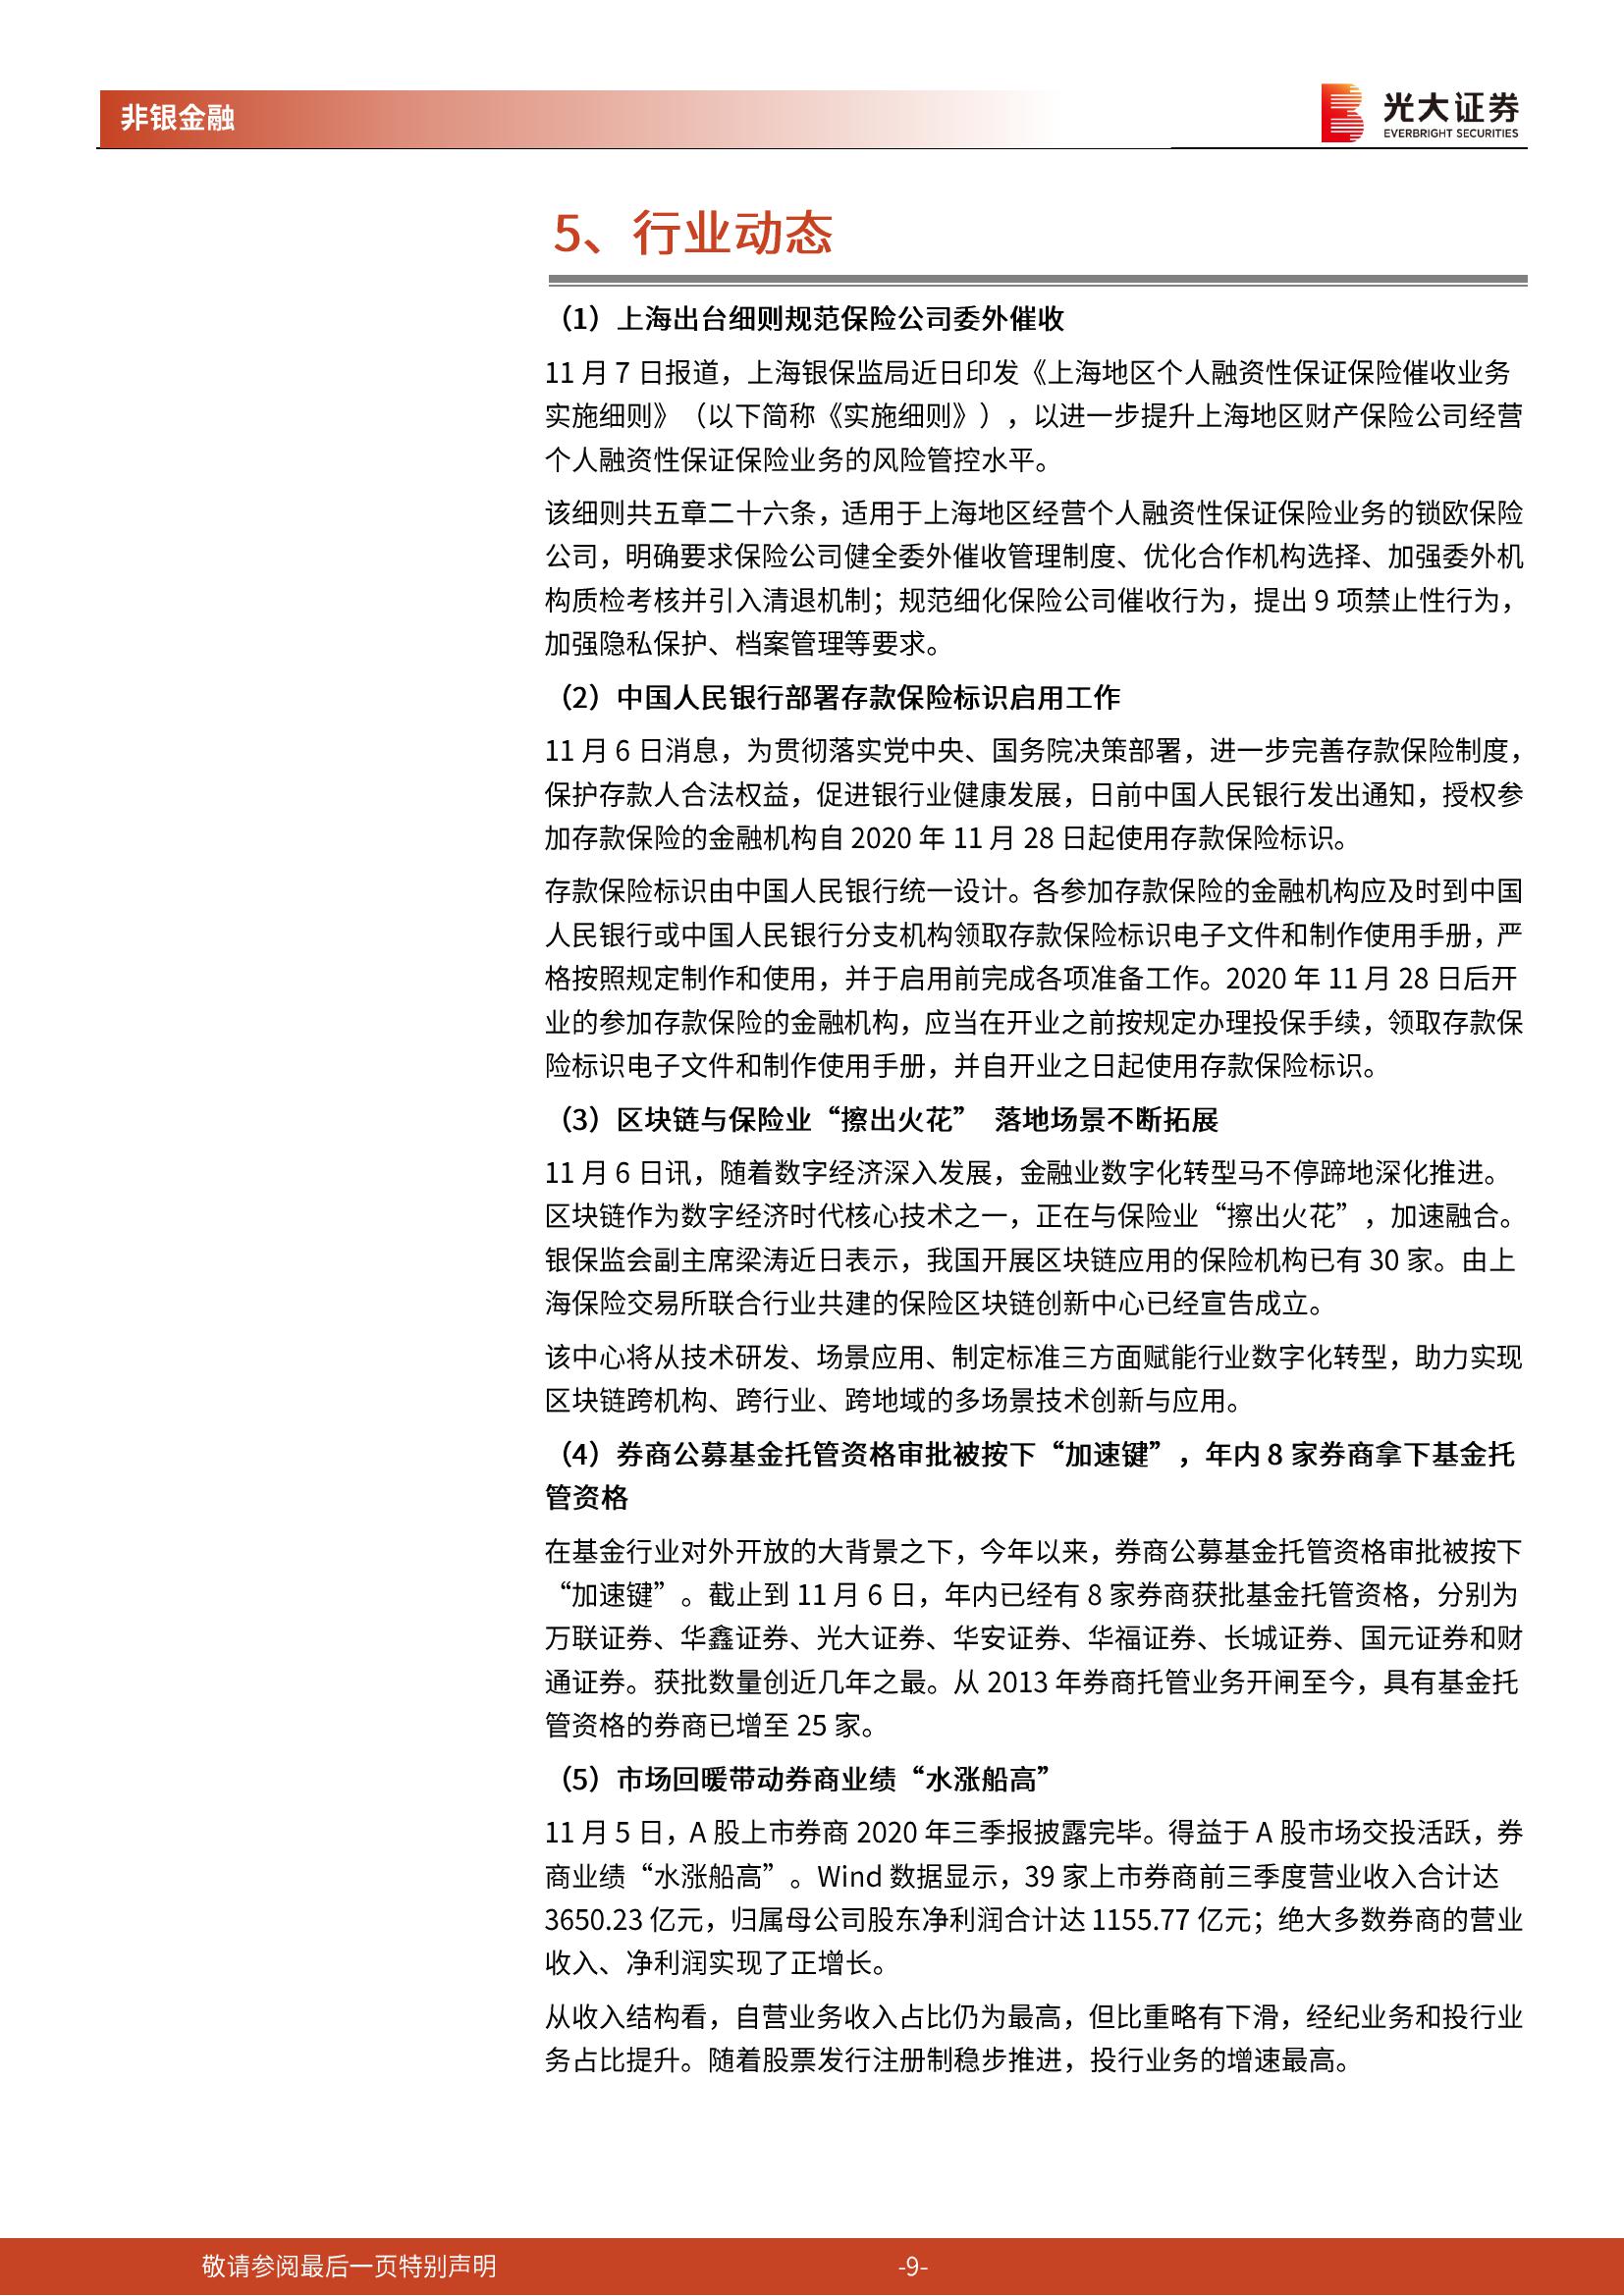 非银金融
光大证券
EVERBRIGHT SECURITIES
5、行业动态
（1）上海出台细则规范保险公司委外催收
11 月 7 日报道，上海银保监局近日印发《上海地区个人融资性保证保险催收业务
实施细则》（以下简称《实施细则》），以进一步提升上海地区财产保险公司经营
个人融资性保证保险业务的风险管控水平。
该细则共五章二十六条，适用于上海地区经营个人融资性保证保险业务的锁欧保险
公司，明确要求保险公司健全委外催收管理制度、优化合作机构选择、加强委外机
构质检考核并引入清退机制；规范细化保险公司催收行为，提出 9 项禁止性行为，
加强隐私保护、档案管理等要求。
（2）中国人民银行部署存款保险标识启用工作
11 月 6 日消息，为贯彻落实党中央、国务院决策部署，进一步完善存款保险制度，
保护存款人合法权益，促进银行业健康发展，日前中国人民银行发出通知，授权参
加存款保险的金融机构自 2020 年 11 月 28 日起使用存款保险标识。
存款保险标识由中国人民银行统一设计。各参加存款保险的金融机构应及时到中国
人民银行或中国人民银行分支机构领取存款保险标识电子文件和制作使用手册，严
格按照规定制作和使用，并于启用前完成各项准备工作。2020 年 11 月 28 日后开
业的参加存款保险的金融机构，应当在开业之前按规定办理投保手续，领取存款保
险标识电子文件和制作使用手册，并自开业之日起使用存款保险标识。
（3）区块链与保险业“擦出火花” 落地场景不断拓展
11 月 6 日讯，随着数字经济深入发展，金融业数字化转型马不停蹄地深化推进。
区块链作为数字经济时代核心技术之一，正在与保险业“擦出火花”，加速融合。
银保监会副主席梁涛近日表示，我国开展区块链应用的保险机构已有 30 家。由上
海保险交易所联合行业共建的保险区块链创新中心已经宣告成立。
该中心将从技术研发、场景应用、制定标准三方面赋能行业数字化转型，助力实现
区块链跨机构、跨行业、跨地域的多场景技术创新与应用。
（4）券商公募基金托管资格审批被按下“加速键”，年内 8 家券商拿下基金托
管资格
在基金行业对外开放的大背景之下，今年以来，券商公募基金托管资格审批被按下
“加速键”。截止到 11 月 6 日，年内已经有 8 家券商获批基金托管资格，分别为
万联证券、华鑫证券、光大证券、华安证券、华福证券、长城证券、国元证券和财
通证券。获批数量创近几年之最。从 2013 年券商托管业务开闸至今，具有基金托
管资格的券商已增至 25 家。
（5）市场回暖带动券商业绩“水涨船高”
11 月 5 日，A 股上市券商 2020 年三季报披露完毕。得益于 A 股市场交投活跃，券
商业绩“水涨船高”。Wind 数据显示，39 家上市券商前三季度营业收入合计达
3650.23 亿元，归属母公司股东净利润合计达 1155.77 亿元；绝大多数券商的营业
收入、净利润实现了正增长。
从收入结构看，自营业务收入占比仍为最高，但比重略有下滑，经纪业务和投行业
务占比提升。随着股票发行注册制稳步推进，投行业务的增速最高。
敬请参阅最后一页特别声明
-9-